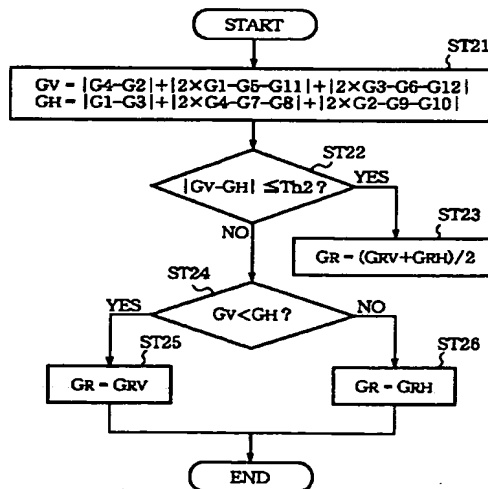 START
ST21
GV = |G4-G2|+|2×G1-G5-G11|+|2×G3-G6-G12|
GH = |G1-G3|+|2×G4-G7-G8|+|2×G2-G9-G10|
ST22
|GV-GH| ≦Th2?
YES
NO
ST23
GR = (GRV+GRH)/2
ST24
GV<GH?
YES
NO
ST25
GR = GRV
ST26
GR = GRH
END